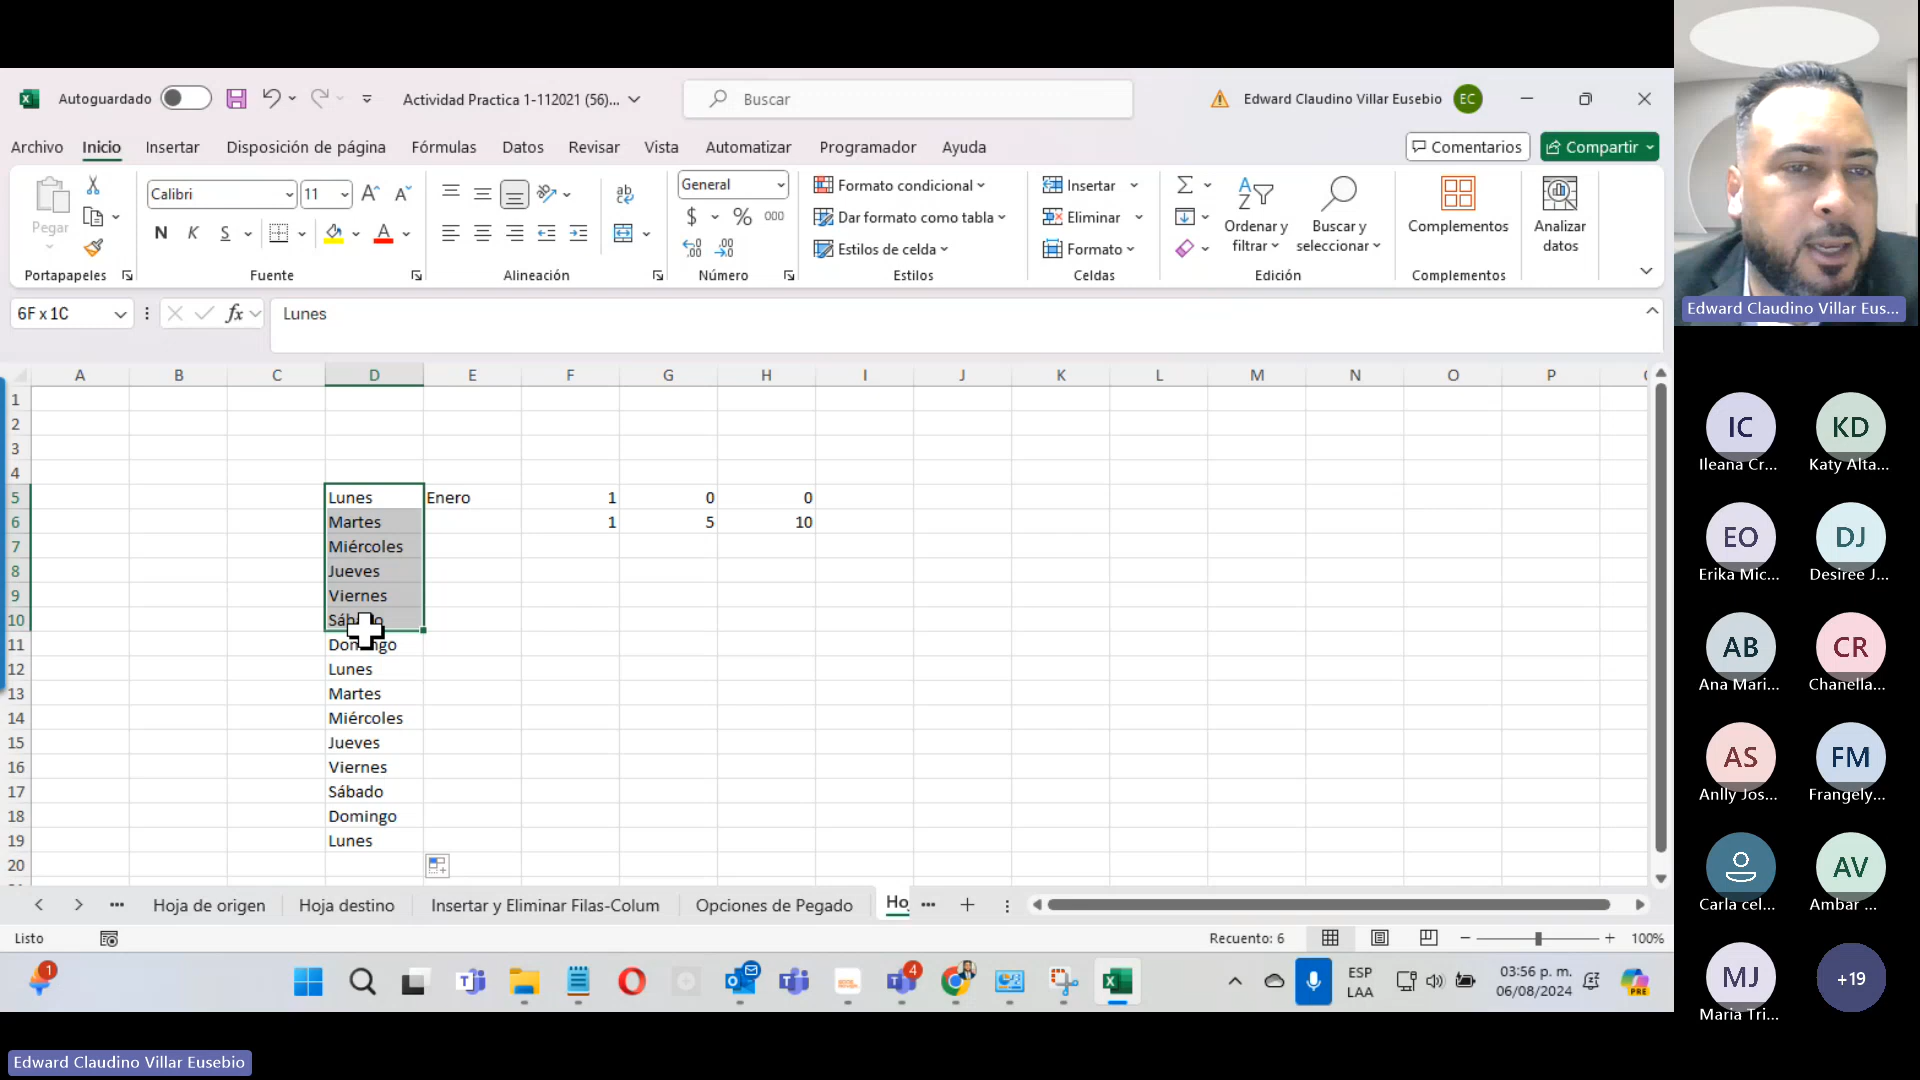 Autoguardado
Actividad Practica 1-112021 (56)...
Buscar
Edward Claudino Villar Eusebio
EC
Archivo Inicio Insertar Disposición de página Fórmulas Datos Revisar Vista Automatizar Programador Ayuda
Comentarios
Compartir
Pegar
Calibri
11
General
Formato condicional
Dar formato como tabla
Estilos de celda
Insertar
Eliminar
Formato
Ordenar y filtrar
Buscar y seleccionar
Complementos
Analizar datos
N K S
$ % 000
Portapapeles Fuente Alineación Número Estilos Celdas Edición Complementos
6F x 1C
fx
Lunes
A B C D E F G H I J K L M N O P
1
2
3
4
5 Lunes Enero 1 0 0
6 Martes 1 5 10
7 Miércoles
8 Jueves
9 Viernes
10
11
12 Lunes
13 Martes
14 Miércoles
15 Jueves
16 Viernes
17 Sábado
18 Domingo
19 Lunes
20
Hoja de origen Hoja destino Insertar y Eliminar Filas-Colum Opciones de Pegado Ho
Listo
Recuento: 6
100%
1
4
ESP
LAA
03:56 p. m.
06/08/2024
PRE
Edward Claudino Villar Eus...
IC
Ileana Cr...
KD
Katy Alta...
EO
Erika Mic...
DJ
Desiree J...
AB
Ana Mari...
CR
Chanella...
AS
Anlly Jos...
FM
Frangely...
Carla cel...
AV
Ambar ...
MJ
Maria Tri...
+19
Edward Claudino Villar Eusebio